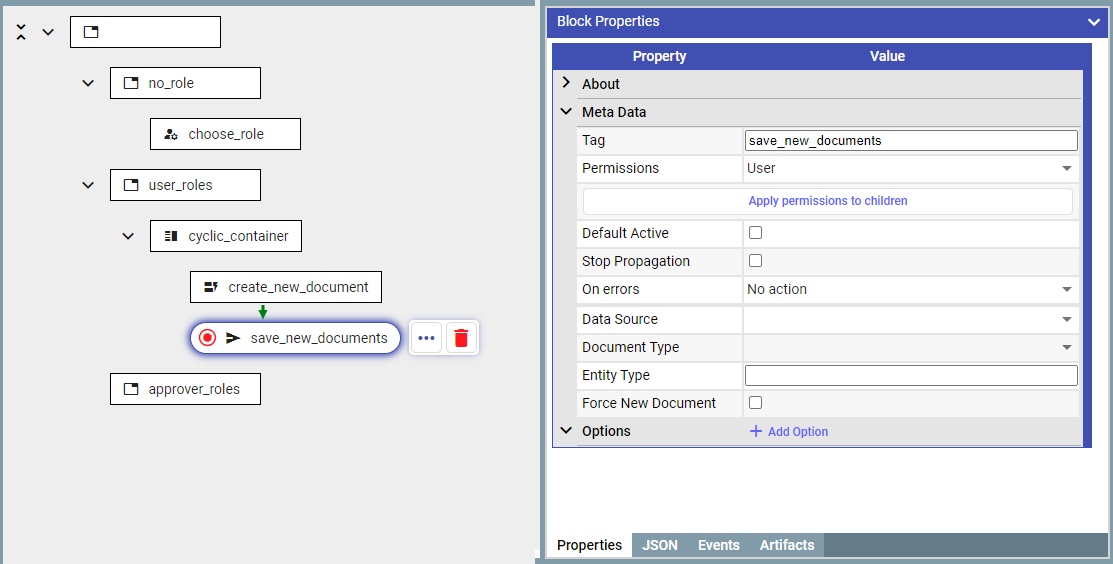 no_role
choose_role
user_roles
cyclic_container
create_new_document
save_new_documents
approver_roles
Block Properties
Property Value
About
Meta Data
Tag save_new_documents
Permissions User
Apply permissions to children
Default Active
Stop Propagation
On errors No action
Data Source
Document Type
Entity Type
Force New Document
Options + Add Option
Properties JSON Events Artifacts